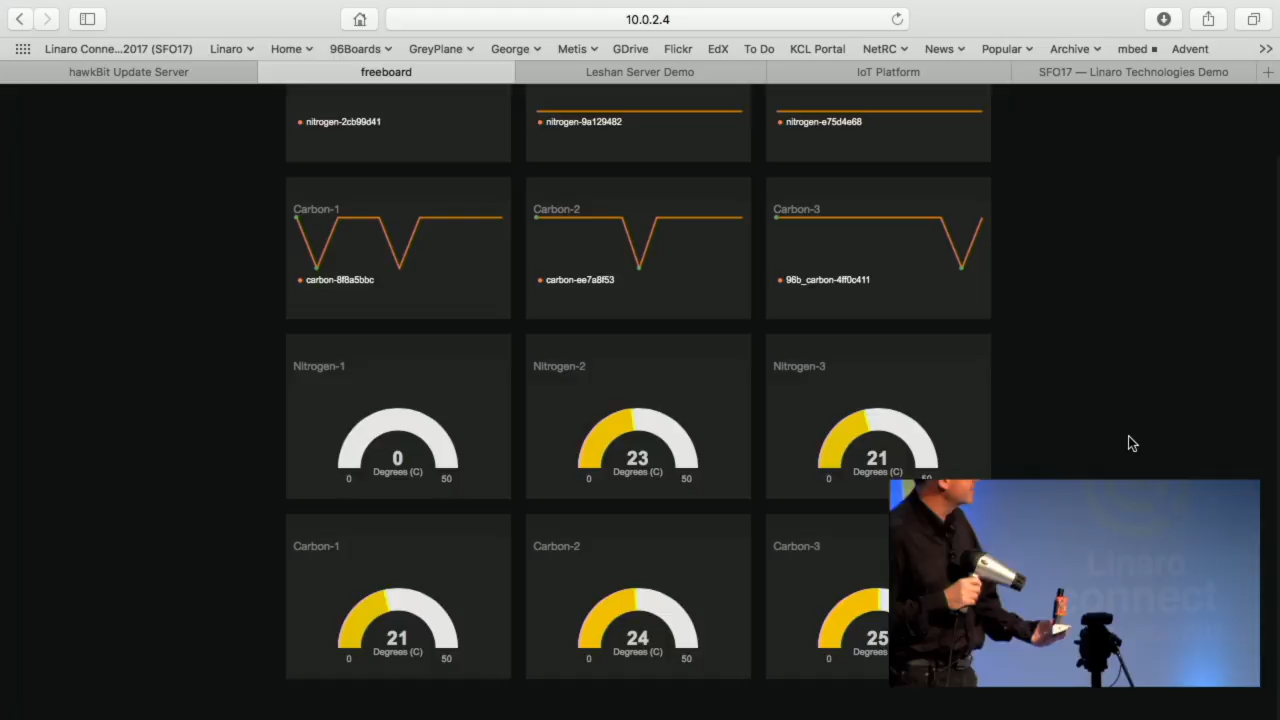 10.0.2.4
Linaro Conne...2017 (SFO17) Linaro Home 96Boards GreyPlane George Metis GDrive Flickr EdX To Do KCL Portal NetRC News Popular Archive mbed Advent
hawkBit Update Server freeboard Leshan Server Demo IoT Platform SFO17 — Linaro Technologies Demo
nitrogen-2cb99d41 nitrogen-9a129482 nitrogen-e75d4e68
Carbon-1 Carbon-2 Carbon-3
carbon-8f8a5bbc carbon-ee7a8f53 96b_carbon-4ff0c411
Nitrogen-1 Nitrogen-2 Nitrogen-3
0 23 21
Degrees (C) Degrees (C) Degrees (C)
0 50 0 50 0 50
Carbon-1 Carbon-2 Carbon-3
21 24 25
Degrees (C) Degrees (C)
0 50 0 50 0
Linaro
connect